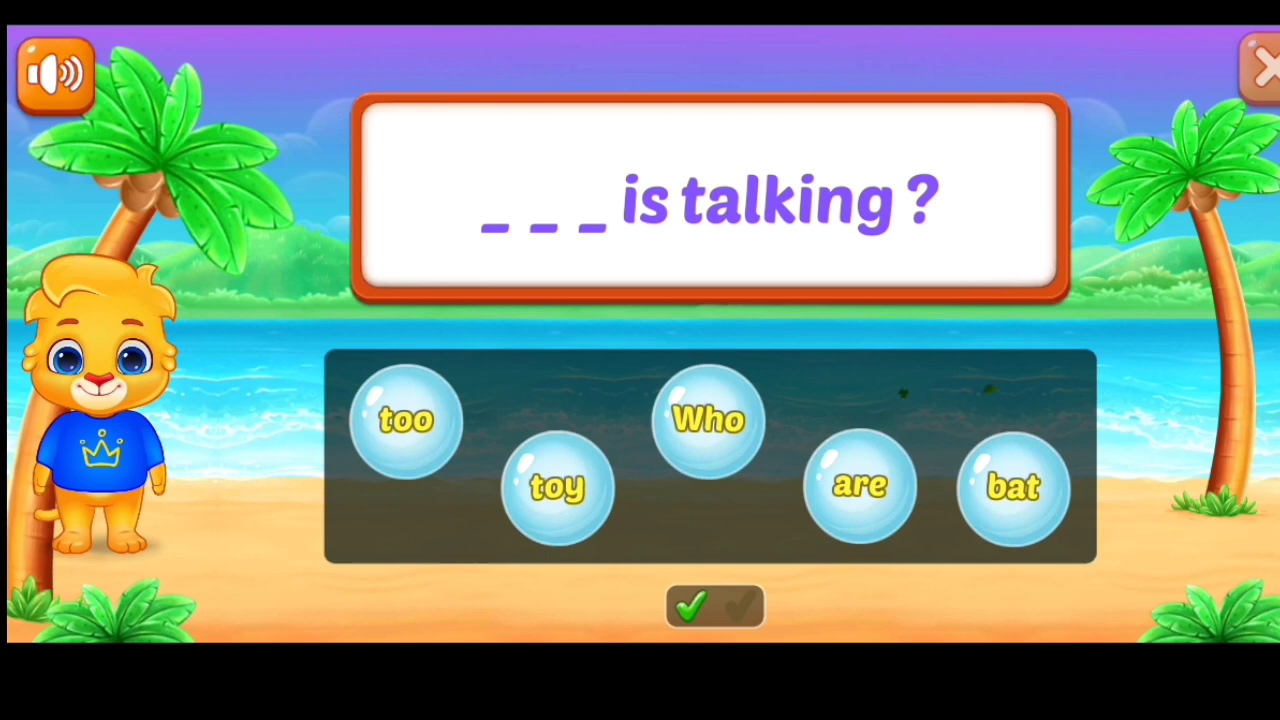 _ _ _ is talking ?
too
toy
Who
are
bat